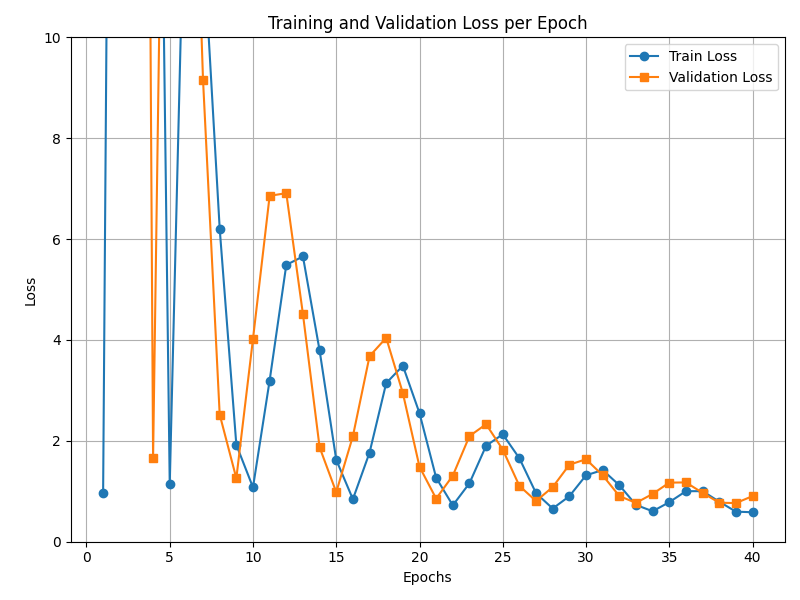 Training and Validation Loss per Epoch
Train Loss
Validation Loss
Loss
10
8
6
4
2
0
0 5 10 15 20 25 30 35 40
Epochs